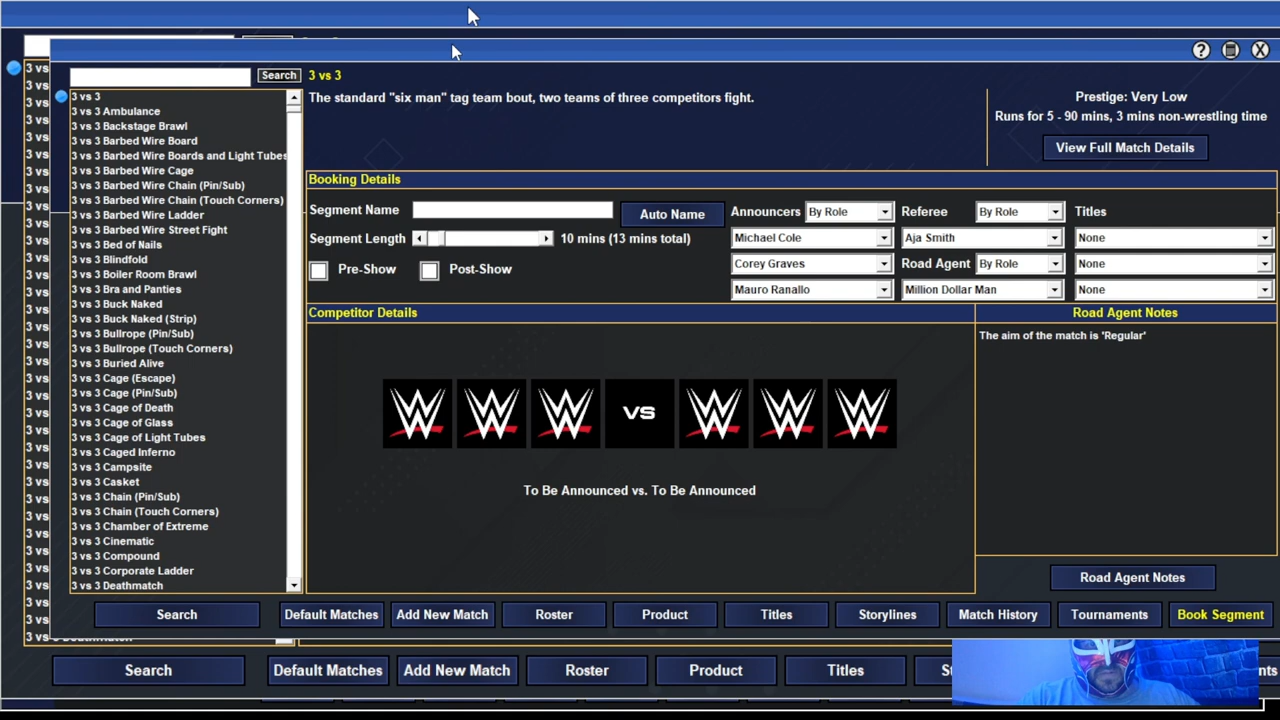 Search
3 vs 3
The standard "six man" tag team bout, two teams of three competitors fight.
Prestige: Very Low
Runs for 5 - 90 mins, 3 mins non-wrestling time
View Full Match Details
3 vs 3
3 vs 3 Ambulance
3 vs 3 Backstage Brawl
3 vs 3 Barbed Wire Board
3 vs 3 Barbed Wire Boards and Light Tubes
3 vs 3 Barbed Wire Cage
3 vs 3 Barbed Wire Chain (Pin/Sub)
3 vs 3 Barbed Wire Chain (Touch Corners)
3 vs 3 Barbed Wire Ladder
3 vs 3 Barbed Wire Street Fight
3 vs 3 Bed of Nails
3 vs 3 Blindfold
3 vs 3 Boiler Room Brawl
3 vs 3 Bra and Panties
3 vs 3 Buck Naked
3 vs 3 Buck Naked (Strip)
3 vs 3 Bullrope (Pin/Sub)
3 vs 3 Bullrope (Touch Corners)
3 vs 3 Buried Alive
3 vs 3 Cage (Escape)
3 vs 3 Cage (Pin/Sub)
3 vs 3 Cage of Death
3 vs 3 Cage of Glass
3 vs 3 Cage of Light Tubes
3 vs 3 Caged Inferno
3 vs 3 Campsite
3 vs 3 Casket
3 vs 3 Chain (Pin/Sub)
3 vs 3 Chain (Touch Corners)
3 vs 3 Chamber of Extreme
3 vs 3 Cinematic
3 vs 3 Compound
3 vs 3 Corporate Ladder
3 vs 3 Deathmatch
Booking Details
Segment Name
Auto Name
Announcers By Role
Referee By Role
Titles
Segment Length
10 mins (13 mins total)
Michael Cole
Aja Smith
None
Pre-Show
Post-Show
Corey Graves
Road Agent By Role
None
Mauro Ranallo
Million Dollar Man
None
Competitor Details
Road Agent Notes
The aim of the match is 'Regular'
VS
To Be Announced vs. To Be Announced
Road Agent Notes
Search
Default Matches
Add New Match
Roster
Product
Titles
Storylines
Match History
Tournaments
Book Segment
Search
Default Matches
Add New Match
Roster
Product
Titles